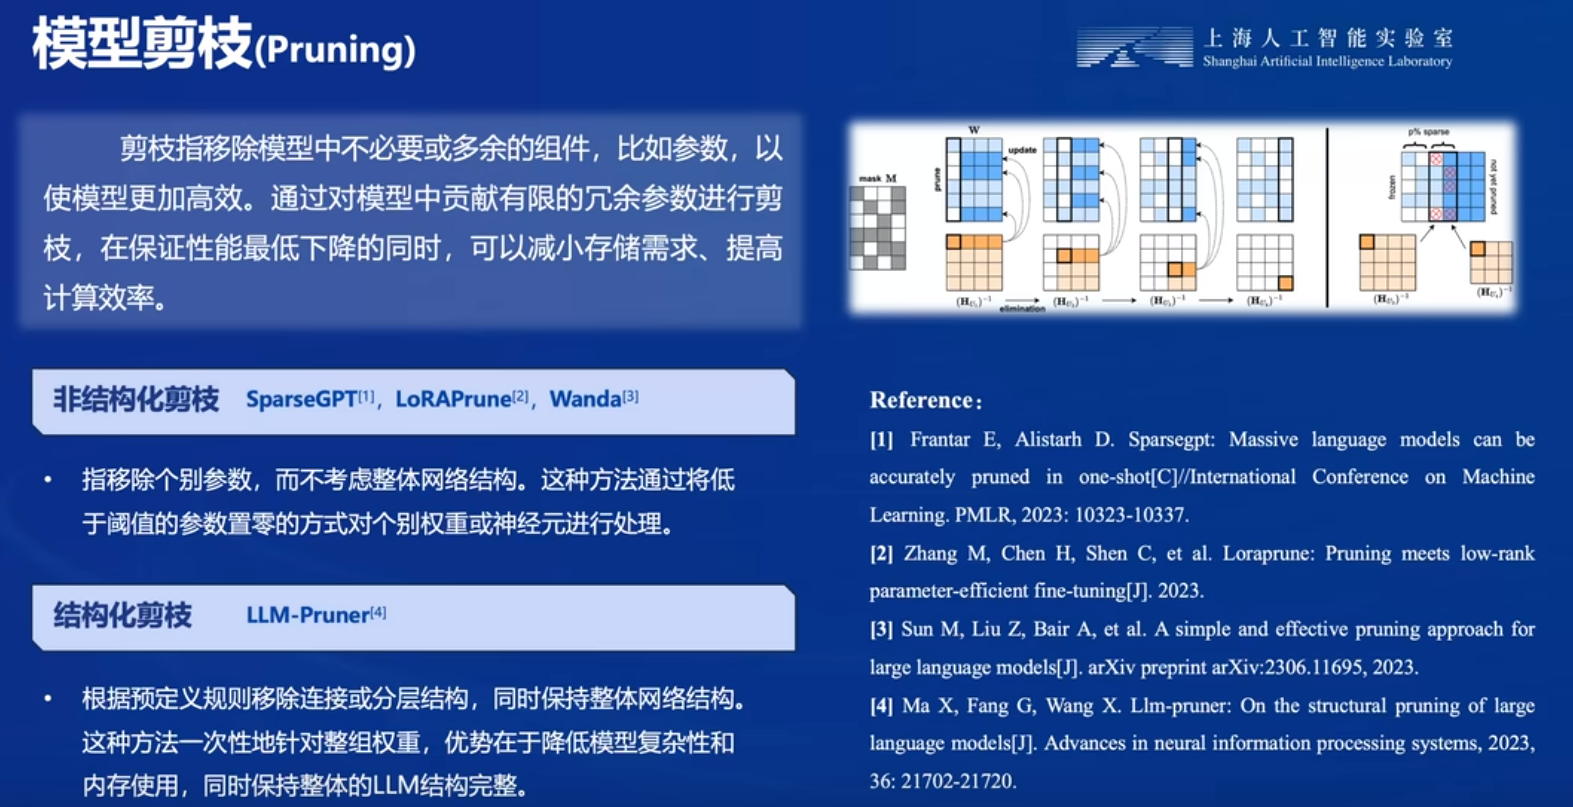 模型剪枝(Pruning)
上海人工智能实验室
Shanghai Artificial Intelligence Laboratory
剪枝指移除模型中不必要或多余的组件，比如参数，以
使模型更加高效。通过对模型中贡献有限的冗余参数进行剪
枝，在保证性能最低下降的同时，可以减小存储需求、提高
计算效率。
W
update
prune
mask M
(H_{U_1})^{-1}
elimination
(H_{U_2})^{-1}
(H_{U_3})^{-1}
(H_{U_4})^{-1}
p% sparse
frozen
not yet pruned
非结构化剪枝 SparseGPT[1]，LoRAPrune[2]，Wanda[3]
• 指移除个别参数，而不考虑整体网络结构。这种方法通过将低
于阈值的参数置零的方式对个别权重或神经元进行处理。
结构化剪枝 LLM-Pruner[4]
• 根据预定义规则移除连接或分层结构，同时保持整体网络结构。
这种方法一次性地针对整组权重，优势在于降低模型复杂性和
内存使用，同时保持整体的LLM结构完整。
Reference：
[1] Frantar E, Alistarh D. Sparsegpt: Massive language models can be
accurately pruned in one-shot[C]//International Conference on Machine
Learning. PMLR, 2023: 10323-10337.
[2] Zhang M, Chen H, Shen C, et al. Loraprune: Pruning meets low-rank
parameter-efficient fine-tuning[J]. 2023.
[3] Sun M, Liu Z, Bair A, et al. A simple and effective pruning approach for
large language models[J]. arXiv preprint arXiv:2306.11695, 2023.
[4] Ma X, Fang G, Wang X. Llm-pruner: On the structural pruning of large
language models[J]. Advances in neural information processing systems, 2023,
36: 21702-21720.